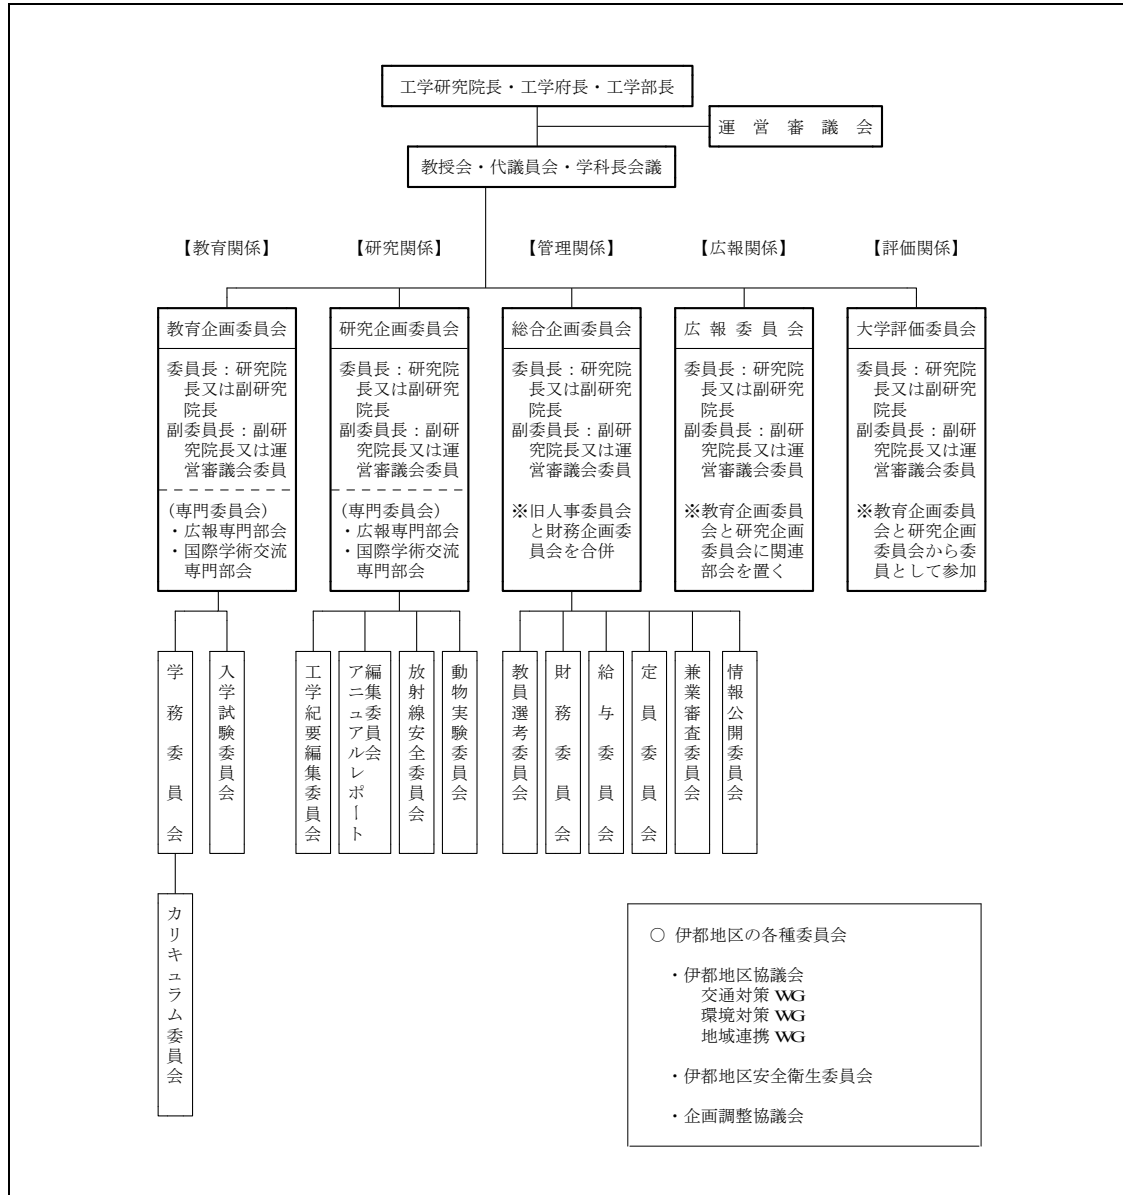 工学研究院長・工学府長・工学部長
運営審議会
教授会・代議員会・学科長会議
【教育関係】
【研究関係】
【管理関係】
【広報関係】
【評価関係】
教育企画委員会
委員長：研究院
長又は副研究
院長
副委員長：副研
究院長又は運
営審議会委員
(専門委員会)
・広報専門部会
・国際学術交流
専門部会
研究企画委員会
委員長：研究院
長又は副研究
院長
副委員長：副研
究院長又は運
営審議会委員
(専門委員会)
・広報専門部会
・国際学術交流
専門部会
総合企画委員会
委員長：研究院
長又は副研究
院長
副委員長：副研
究院長又は運
営審議会委員
※旧人事委員会
と財務企画委
員会を合併
広報委員会
委員長：研究院
長又は副研究
院長
副委員長：副研
究院長又は運
営審議会委員
※教育企画委員
会と研究企画
委員会に関連
部会を置く
大学評価委員会
委員長：研究院
長又は副研究
院長
副委員長：副研
究院長又は運
営審議会委員
※教育企画委員
会と研究企画
委員会から委
員として参加
学務委員会
入学試験委員会
工学紀要編集委員会
アニュアルレポート
編集委員会
放射線安全委員会
動物実験委員会
教員選考委員会
財務委員会
給与委員会
定員委員会
兼業審査委員会
情報公開委員会
カリキュラム委員会
○ 伊都地区の各種委員会
・伊都地区協議会
交通対策 WG
環境対策 WG
地域連携 WG
・伊都地区安全衛生委員会
・企画調整協議会